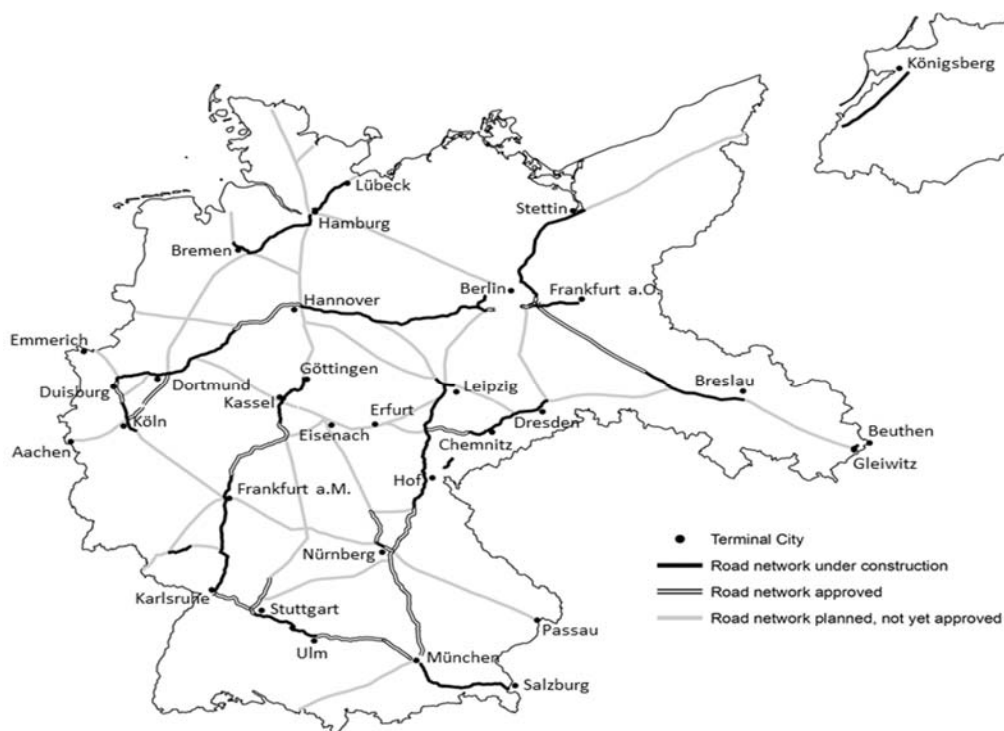 Königsberg
Lübeck
Stettin
Hamburg
Bremen
Berlin
Frankfurt a.O.
Hannover
Emmerich
Göttingen
Duisburg
Dortmund
Leipzig
Breslau
Kassel
Erfurt
Köln
Eisenach
Dresden
Chemnitz
Beuthen
Aachen
Gleiwitz
Hof
Frankfurt a.M.
Nürnberg
Terminal City
Road network under construction
Road network approved
Road network planned, not yet approved
Karlsruhe
Stuttgart
Passau
Ulm
München
Salzburg